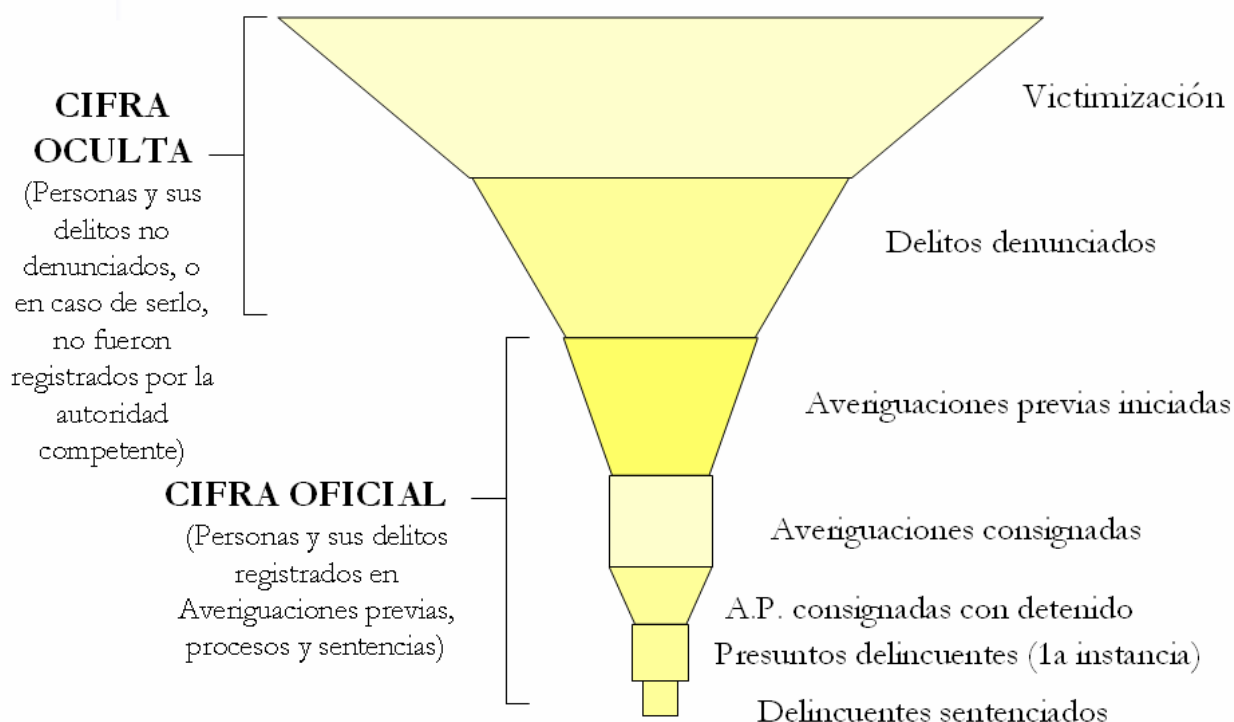 CIFRA
OCULTA
(Personas y sus
delitos no
denunciados, o
en caso de serlo,
no fueron
registrados por la
autoridad
competente)
CIFRA OFICIAL
(Personas y sus delitos
registrados en
Averiguaciones previas,
procesos y sentencias)
Victimización
Delitos denunciados
Averiguaciones previas iniciadas
Averiguaciones consignadas
A.P. consignadas con detenido
Presuntos delincuentes (1a instancia)
Delincuentes sentenciados